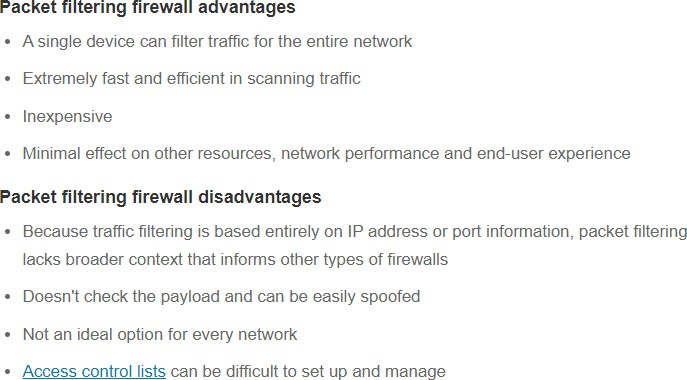 Packet filtering firewall advantages
• A single device can filter traffic for the entire network
• Extremely fast and efficient in scanning traffic
• Inexpensive
• Minimal effect on other resources, network performance and end-user experience
Packet filtering firewall disadvantages
• Because traffic filtering is based entirely on IP address or port information, packet filtering
lacks broader context that informs other types of firewalls
• Doesn't check the payload and can be easily spoofed
• Not an ideal option for every network
• Access control lists can be difficult to set up and manage